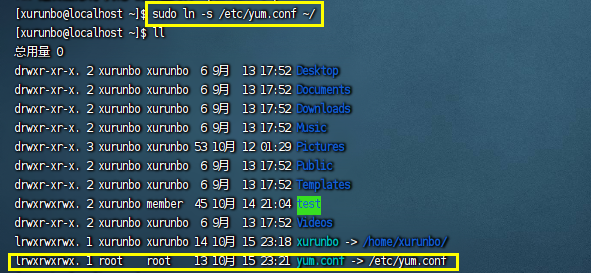 [xurunbo@localhost ~]$ sudo ln -s /etc/yum.conf ~/
[xurunbo@localhost ~]$ ll
总用量 0
drwxr-xr-x. 2 xurunbo xurunbo  6 9月  13 17:52 Desktop
drwxr-xr-x. 2 xurunbo xurunbo  6 9月  13 17:52 Documents
drwxr-xr-x. 2 xurunbo xurunbo  6 9月  13 17:52 Downloads
drwxr-xr-x. 2 xurunbo xurunbo  6 9月  13 17:52 Music
drwxr-xr-x. 3 xurunbo xurunbo 53 10月 12 01:29 Pictures
drwxr-xr-x. 2 xurunbo xurunbo  6 9月  13 17:52 Public
drwxr-xr-x. 2 xurunbo xurunbo  6 9月  13 17:52 Templates
drwxrwxrwx. 2 xurunbo member  45 10月 14 21:04 test
drwxr-xr-x. 2 xurunbo xurunbo  6 9月  13 17:52 Videos
lrwxrwxrwx. 1 xurunbo xurunbo 14 10月 15 23:18 xurunbo -> /home/xurunbo/
lrwxrwxrwx. 1 root    root    13 10月 15 23:21 yum.conf -> /etc/yum.conf